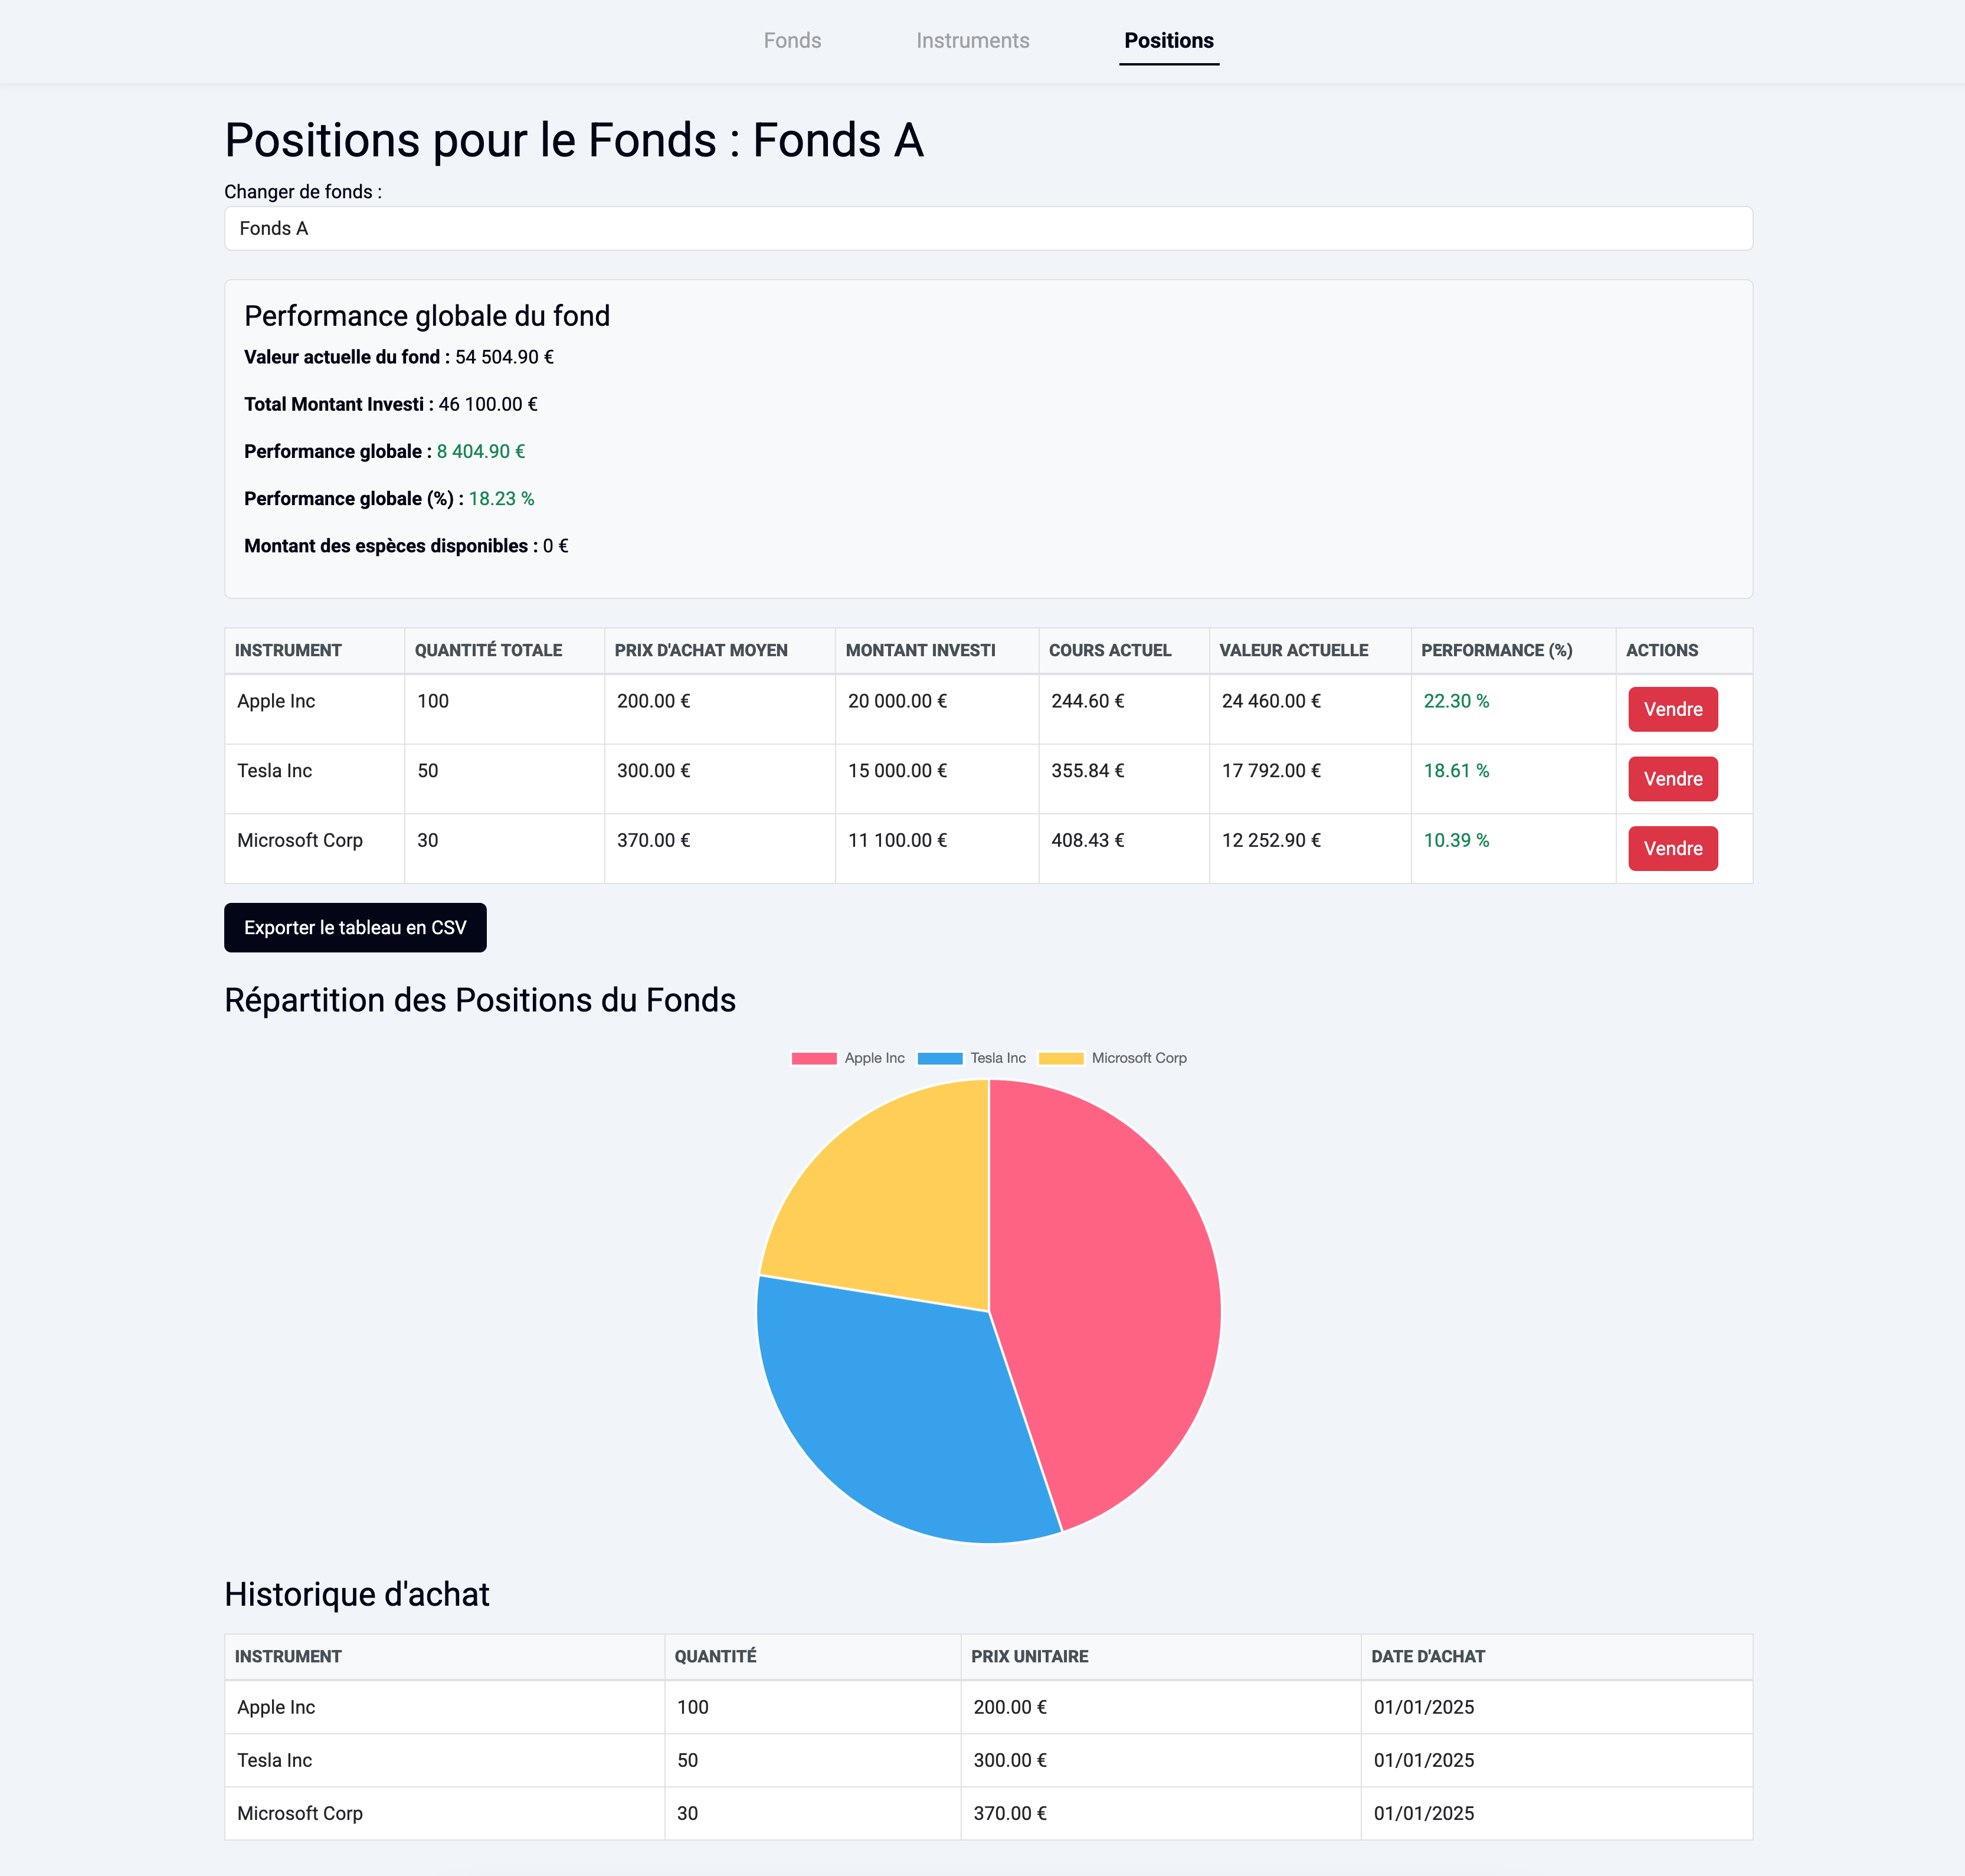 Fonds Instruments Positions
Positions pour le Fonds : Fonds A
Changer de fonds :
Fonds A
Performance globale du fond
Valeur actuelle du fond : 54 504.90 €
Total Montant Investi : 46 100.00 €
Performance globale : 8 404.90 €
Performance globale (%) : 18.23 %
Montant des espèces disponibles : 0 €
INSTRUMENT QUANTITÉ TOTALE PRIX D'ACHAT MOYEN MONTANT INVESTI COURS ACTUEL VALEUR ACTUELLE PERFORMANCE (%) ACTIONS
Apple Inc 100 200.00 € 20 000.00 € 244.60 € 24 460.00 € 22.30 % Vendre
Tesla Inc 50 300.00 € 15 000.00 € 355.84 € 17 792.00 € 18.61 % Vendre
Microsoft Corp 30 370.00 € 11 100.00 € 408.43 € 12 252.90 € 10.39 % Vendre
Exporter le tableau en CSV
Répartition des Positions du Fonds
Apple Inc Tesla Inc Microsoft Corp
Historique d'achat
INSTRUMENT QUANTITÉ PRIX UNITAIRE DATE D'ACHAT
Apple Inc 100 200.00 € 01/01/2025
Tesla Inc 50 300.00 € 01/01/2025
Microsoft Corp 30 370.00 € 01/01/2025